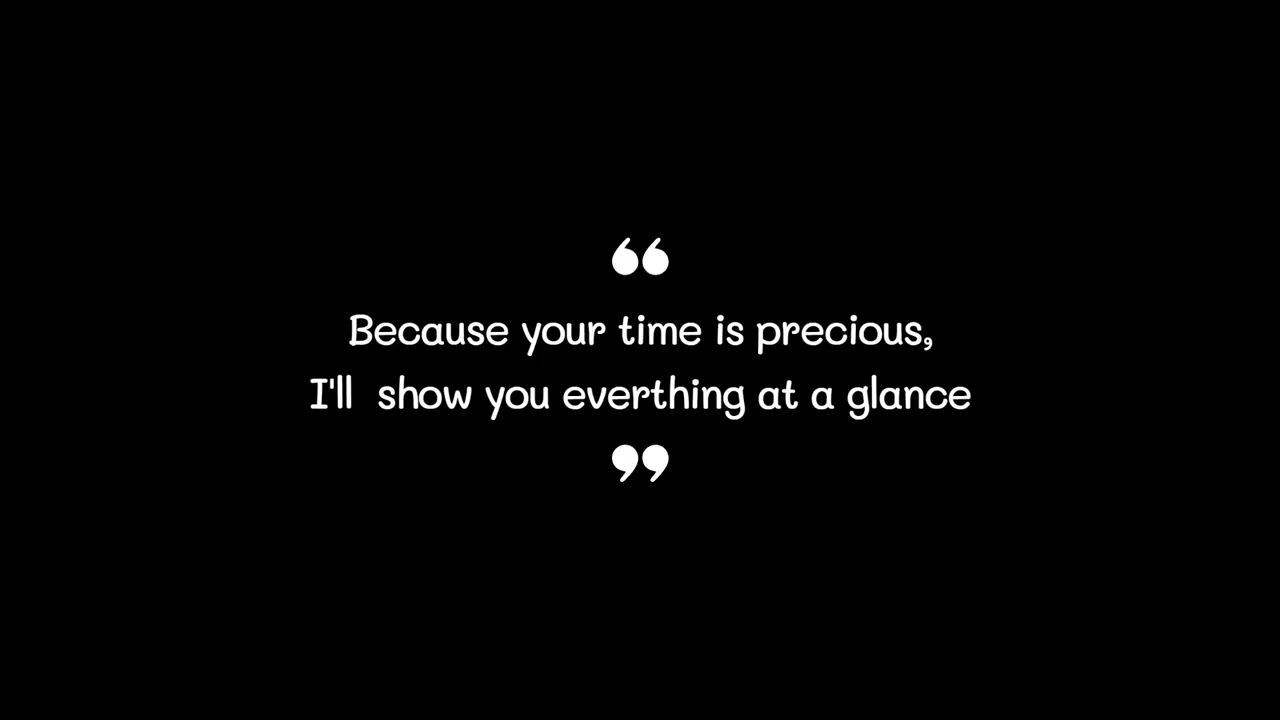 “
Because your time is precious,
I'll  show you everthing at a glance
”